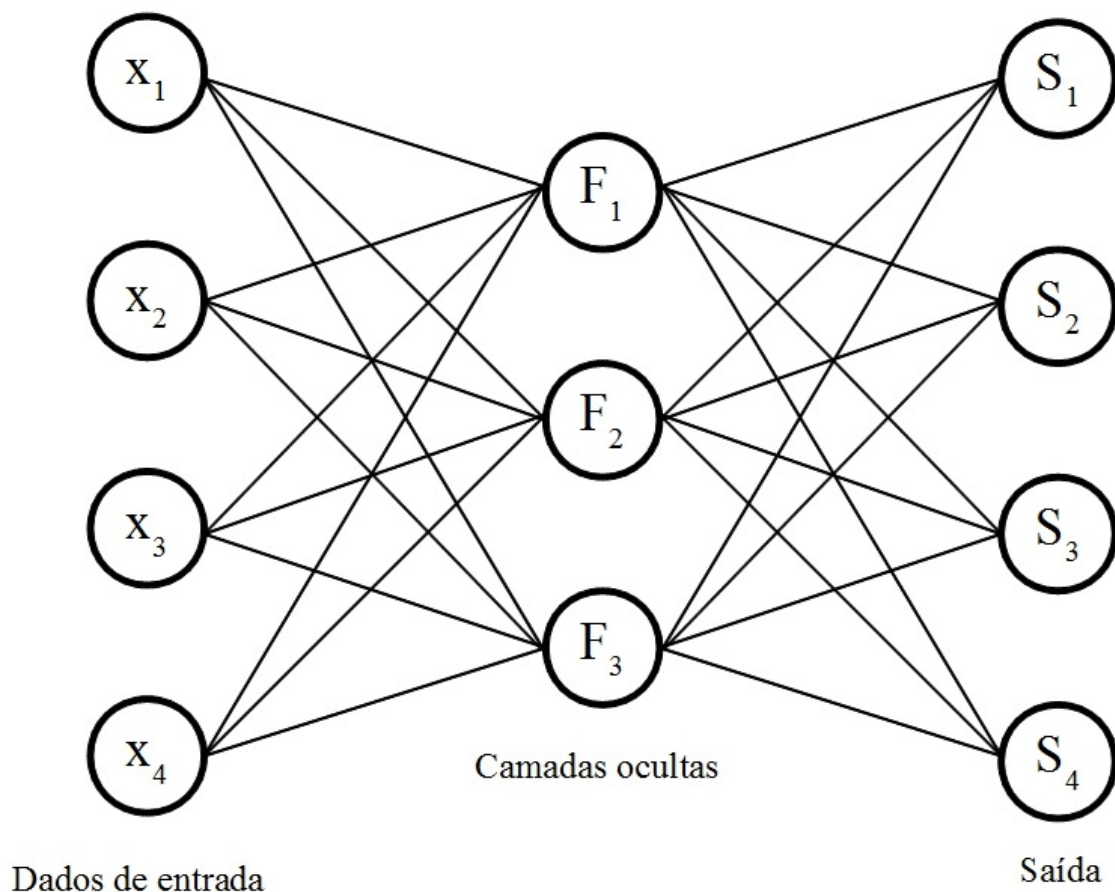 x₁
S₁
F₁
x₂
S₂
F₂
x₃
S₃
F₃
x₄
S₄
Camadas ocultas
Dados de entrada
Saída